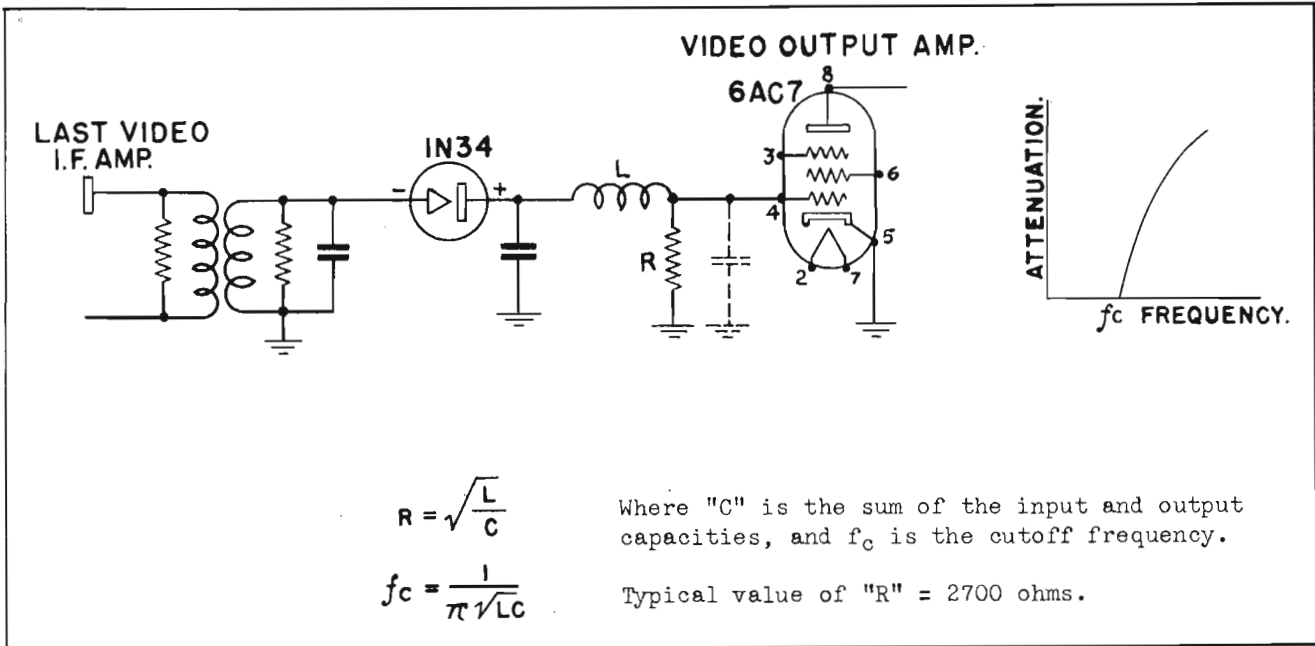 VIDEO OUTPUT AMP.
6AC7
8
LAST VIDEO
I.F. AMP.
IN34
- +
L
3
6
4
R
5
2
7
ATTENUATION.
fc FREQUENCY.
R = √L/C
Where "C" is the sum of the input and output
capacities, and fc is the cutoff frequency.
fc = 1/π√LC
Typical value of "R" = 2700 ohms.